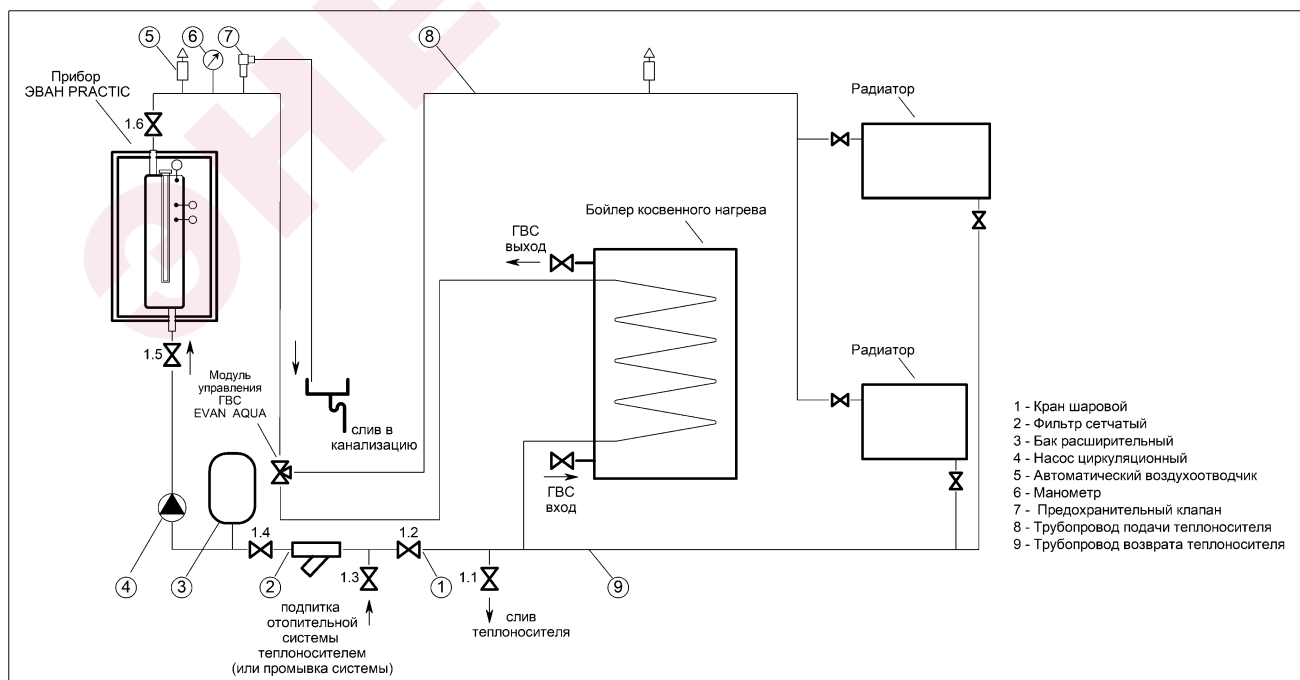 5
6
7
8
Прибор
ЭВАН PRACTIC
1.6
Радиатор
Бойлер косвенного нагрева
ГВС
выход
1.5
Модуль
управления
ГВС
EVAN AQUA
слив в
канализацию
Радиатор
ГВС
вход
1.4
1.2
4
3
2
1.3
1
1.1
9
подпитка
отопительной
системы
теплоносителем
(или промывка системы)
слив
теплоносителя
1 - Кран шаровой
2 - Фильтр сетчатый
3 - Бак расширительный
4 - Насос циркуляционный
5 - Автоматический воздухоотводчик
6 - Манометр
7 - Предохранительный клапан
8 - Трубопровод подачи теплоносителя
9 - Трубопровод возврата теплоносителя
ЭНЕ